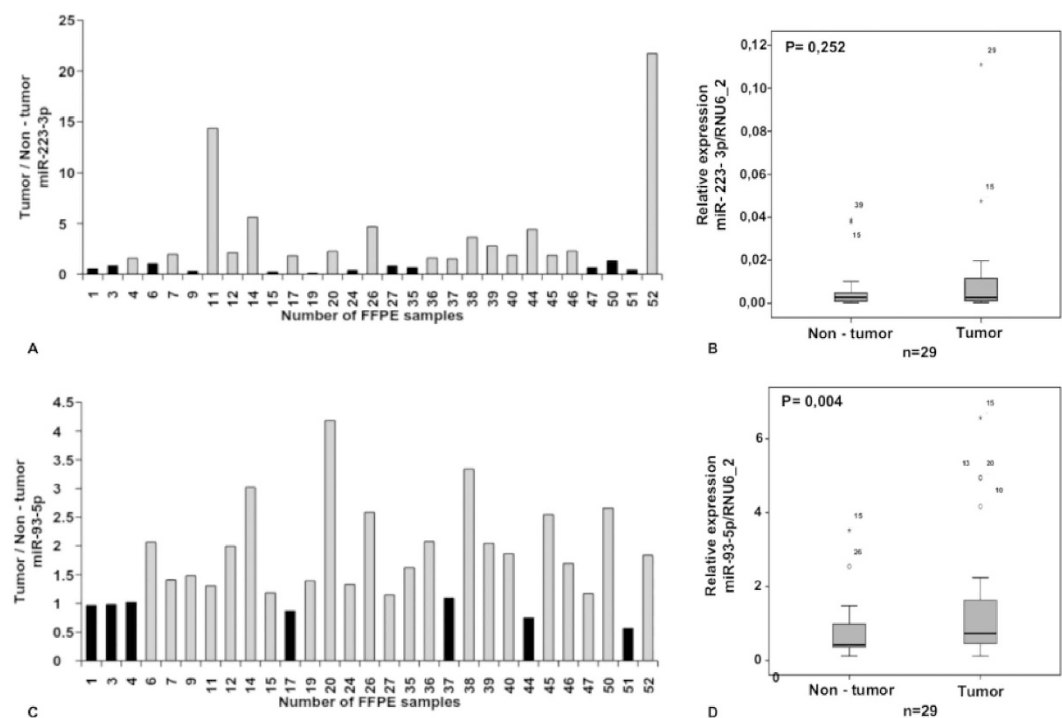 Tumor / Non - tumor
miR-223-3p
25
20
15
10
5
0
1 3 4 6 7 9 11 12 14 15 17 19 20 24 26 27 35 36 37 38 39 40 44 45 46 47 50 51 52
Number of FFPE samples
A
P= 0,252
Relative expression
miR- 223- 3p/RNU6_2
0,12
0,10
0,08
0,06
0,04
0,02
0,00
39
15
29
15
Non - tumor Tumor
n=29
B
Tumor / Non - tumor
miR-93-5p
4.5
4
3.5
3
2.5
2
1.5
1
0.5
0
1 3 4 6 7 9 11 12 14 15 17 19 20 24 26 27 35 36 37 38 39 40 44 45 46 47 50 51 52
Number of FFPE samples
C
P= 0,004
Relative expression
miR-93-5p/RNU6_2
6
4
2
0
0
15
26
15
20
Non - tumor Tumor
n=29
D